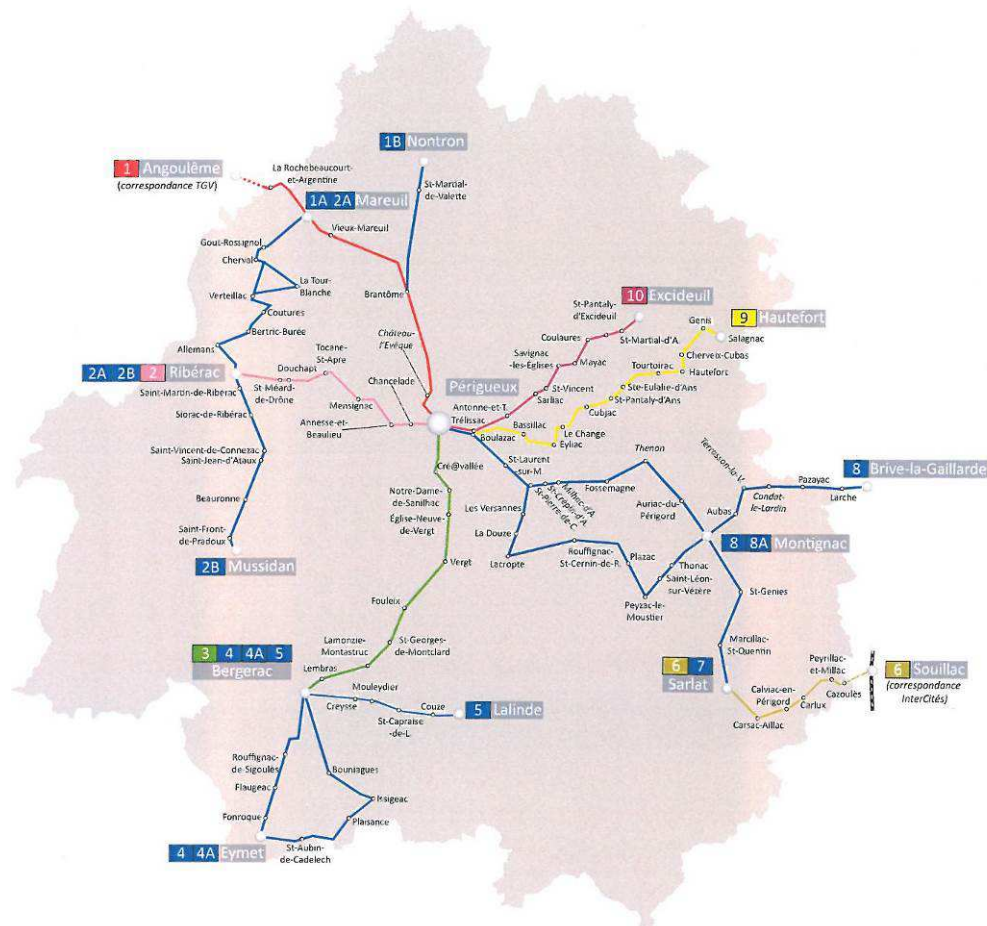 1B Nontron
1 Angoulême
(correspondance TGV)
La Rochebeaucourt-
et-Argentine
St-Martial-
de-Valette
1A 2A Mareuil
Vieux-Mareuil
Gout-Rossignol
Cherval
La Tour-
Blanche
Verteillac
Brantôme
Coutures
Bertric-Burée
Allemans
Château-
l'Evêque
2A 2B 2 Ribérac
Tocane-
St-Apre
Douchapt
Chancelade
St-Méard-
de-Drône
Mensignac
Annesse-et-
Beaulieu
Périgueux
St-Pantaly-
d'Excideuil
10 Excideuil
Coulaures
St-Martial-d'A.
Savignac
-les-Églises
Mayac
St-Vincent
Sarliac
Antonne-et-T.
Trélissac
9 Hautefort
Genis
Salagnac
Cherveix-Cubas
Tourtoirac
Hautefort
Ste-Eulalie-d'Ans
St-Pantaly-d'Ans
Cubjac
Bassillac
Le Change
Eyliac
Boulazac
Saint-Maron-de-Ribérac
Siorac-de-Ribérac
Saint-Vincent-de-Connezac
Saint-Jean-d'Ataux
Beauronne
Saint-Front-
de-Pradoux
2B Mussidan
Cré@vallée
Notre-Dame-
de-Sanilhac
Église-Neuve-
de-Vergt
Vergt
Fouleix
St-Georges-
de-Montclard
Lamonzie-
Montastruc
Lembras
St-Laurent
-sur-M.
Milhac-d'A
St-Crépin-d'A
St-Pierre-de-C.
Fossemagne
Thenon
Auriac-du-
Périgord
Terrasson-la-V.
Condat-
le-Lardin
Pazayac
Larche
8 Brive-la-Gaillarde
Aubas
8 8A Montignac
Les Versannes
La Douze
Lacropte
Rouffignac-
St-Cernin-de-R.
Plazac
Peyzac-le-
Moustier
Thonac
Saint-Léon-
sur-Vézère
St-Genies
Marcillac-
St-Quentin
6 7
Sarlat
Carsac-Aillac
Calviac-en-
Périgord
Carlux
Peyrillac-
et-Millac
Cazoulès
6 Souillac
(correspondance
InterCités)
3 4 4A 5
Bergerac
Mouleydier
Creysse
St-Capraise
-de-L
Couze
5 Lalinde
Rouffignac-
de-Sigoulès
Flaugeac
Fonroque
Bouniagues
Issigeac
Plaisance
St-Aubin-
de-Cadelech
4 4A Eymet